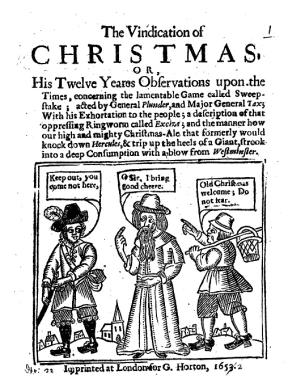 The Vindication of
CHRISTMAS,
OR,
His Twelve Yeares Observations upon the
Times, concerning the lamentable Game called Sweep-
stake; acted by General Plunder, and Major General Tax;
With his Exhortation to the people; a description of that
oppressing Ringworm called Excize; and the manner how
our high and mighty Christmas-Ale that formerly would
knock down Hercules, & trip up the heels of a Giant, strook
into a deep Consumption with a blow from Westminster.
Keep out, you
come not here,
O Sir, I bring
good cheere.
Old Christmas
welcome; Do
not fear.
Imprinted at London for G. Horton, 1653.